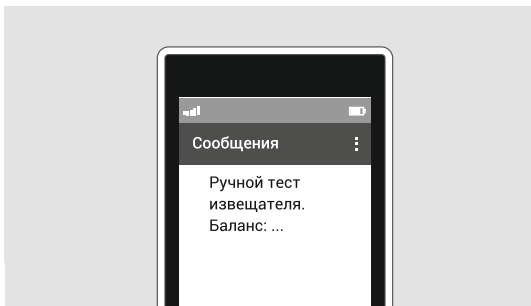 Сообщения
Ручной тест
извещателя.
Баланс: ...